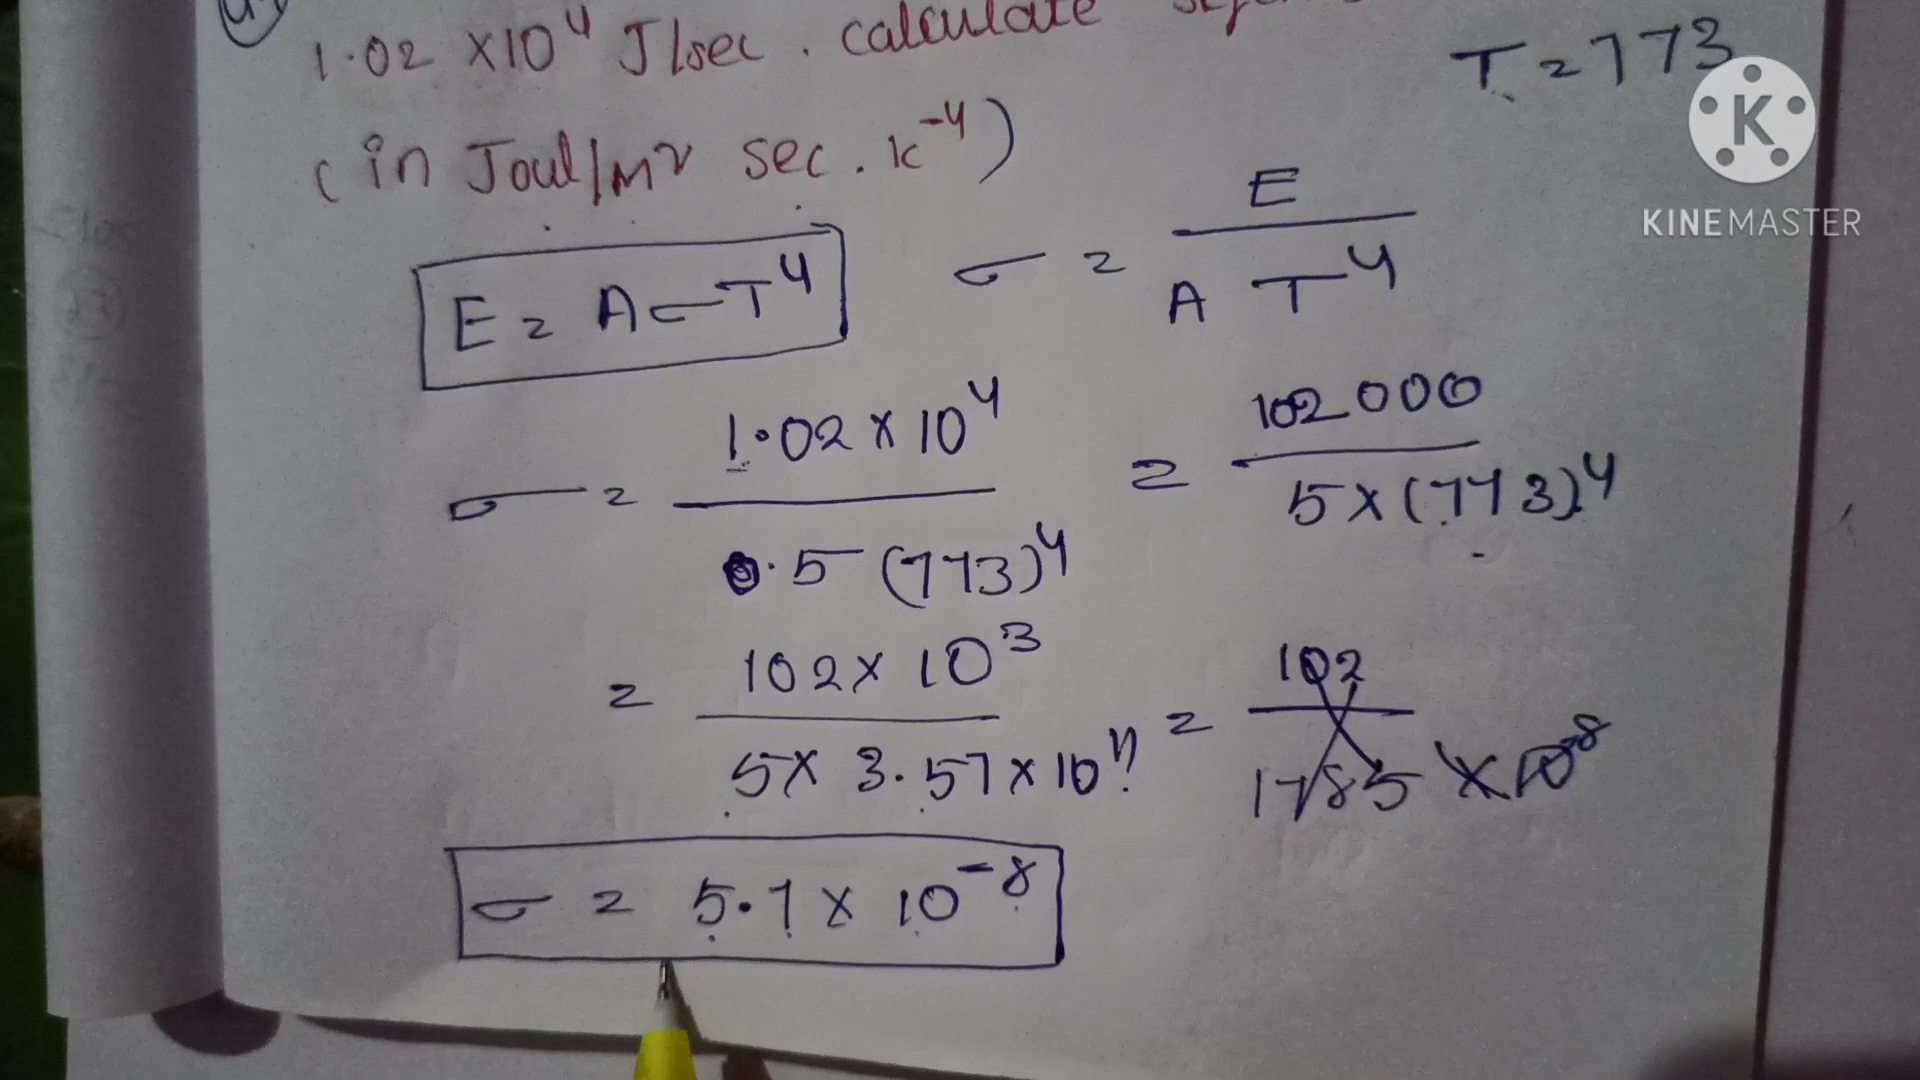 1.02 × 10⁴ J/sec. calculate
T = 773
(in Joul/m² sec. k⁻⁴)
E = Aσ T⁴
σ = E / A T⁴
σ = 1.02 × 10⁴ / 0.5 (773)⁴
= 102000 / 5 × (773)⁴
= 102 × 10³ / 5 × 3.57 × 10¹¹
= 102 / 1785 × 10⁻⁸
σ = 5.7 × 10⁻⁸
K
KINEMASTER